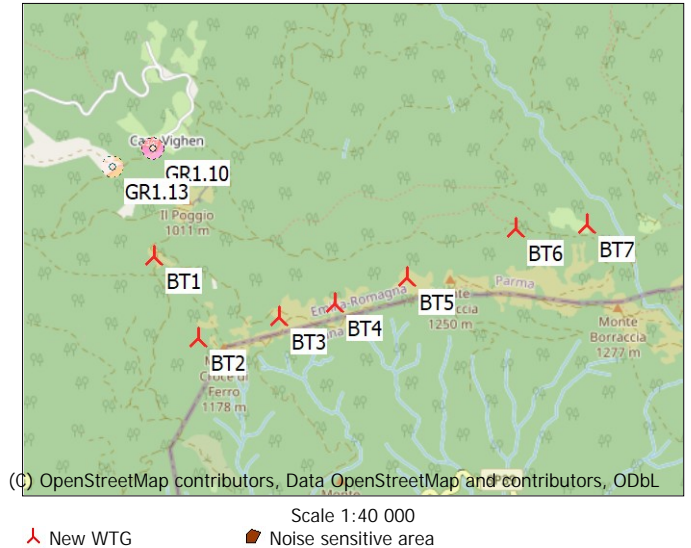 Vighen
GR1.10
GR1.13
Il Poggio
1011 m
BT1
BT6
BT7
Parma
Emilia-Romagna
BT5
BT4
BT3
1250 m
Monte
Borraccia
1277 m
BT2
Croce di
Ferro
1178 m
(C) OpenStreetMap contributors, Data OpenStreetMap and contributors, ODbL
Scale 1:40 000
New WTG Noise sensitive area